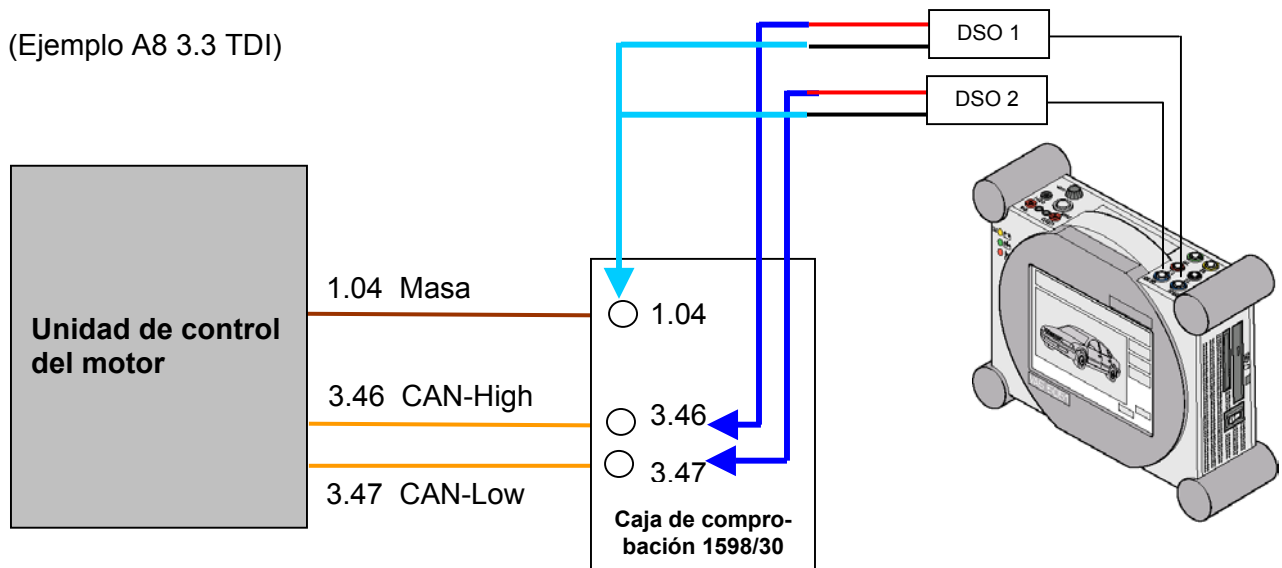 (Ejemplo A8 3.3 TDI)
DSO 1
DSO 2
Unidad de control
del motor
1.04 Masa
3.46 CAN-High
3.47 CAN-Low
1.04
3.46
3.47
Caja de compro-
bación 1598/30